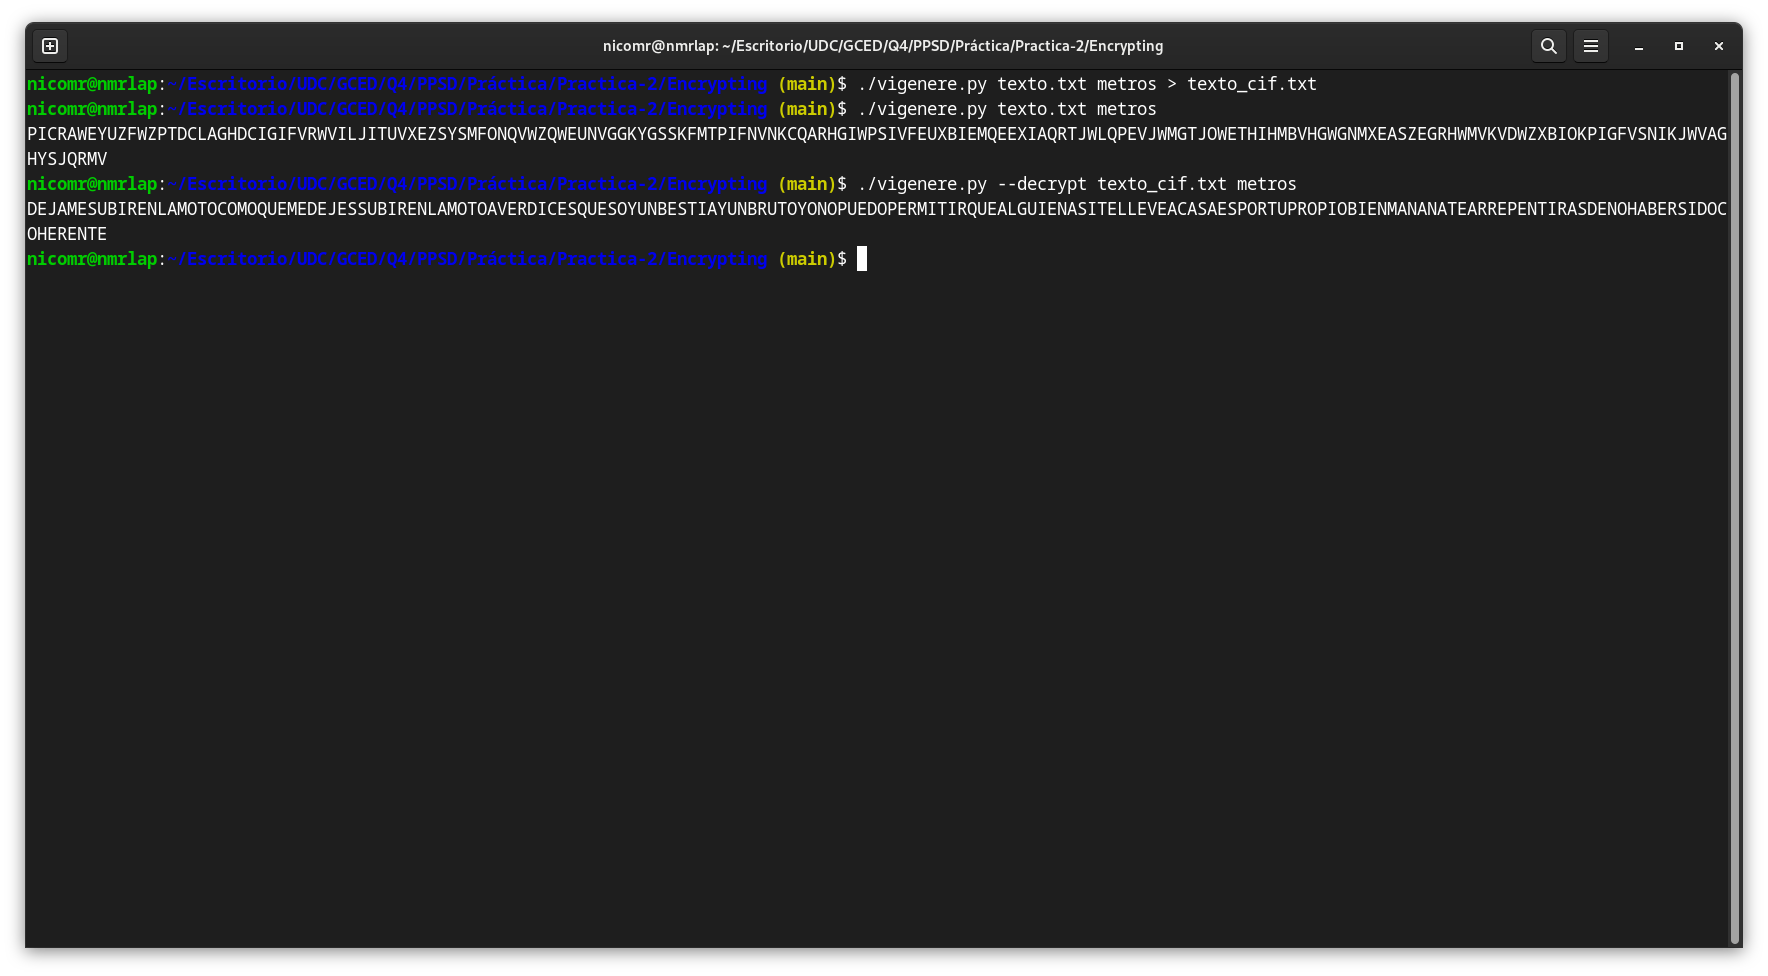 nicomr@nmrlap: ~/Escritorio/UDC/GCED/Q4/PPSD/Práctica/Practica-2/Encrypting
nicomr@nmrlap:~/Escritorio/UDC/GCED/Q4/PPSD/Práctica/Practica-2/Encrypting (main)$ ./vigenere.py texto.txt metros > texto_cif.txt
nicomr@nmrlap:~/Escritorio/UDC/GCED/Q4/PPSD/Práctica/Practica-2/Encrypting (main)$ ./vigenere.py texto.txt metros
PICRAWEYUZFWZPTDCLAGHDCIGIFVRWVILJITUVXEZSYSMFONQVWZQWEUNVGGKYGSSKFMTPIFNVNKCQARHGIWPSIVFEUXBIEMQEEXIAQRTJWLQPEVJWMGTJOWETHIHMBVHGWGNMXEASZEGRHWMVKVDWZXBIOKPIGFVSNIKJWVAG
HYSJQRMV
nicomr@nmrlap:~/Escritorio/UDC/GCED/Q4/PPSD/Práctica/Practica-2/Encrypting (main)$ ./vigenere.py --decrypt texto_cif.txt metros
DEJAMESUBIRENLAMOTOCOMOQUEMEDEJESSUBIRENLAMOTOAVERDICESQUESOYUNBESTIAYUNBRUTOYONOPUEDOPERMITIRQUEALGUIENASITELLEVEACASAESPORTUPROPIOBIENMANANATEARREPENTIRASDENOHABERSIDOC
OHERENTE
nicomr@nmrlap:~/Escritorio/UDC/GCED/Q4/PPSD/Práctica/Practica-2/Encrypting (main)$